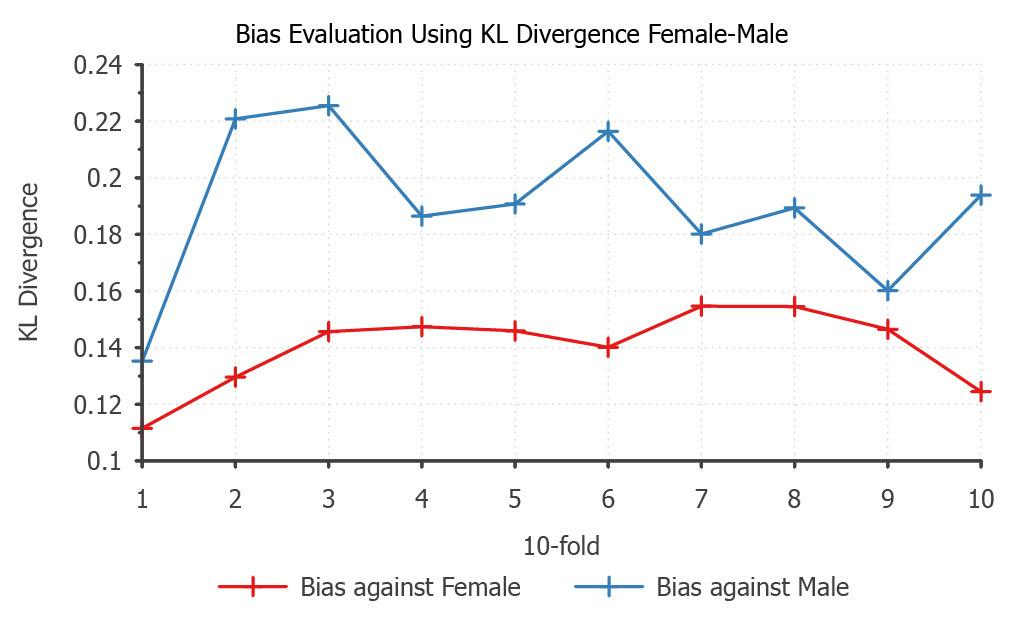 Bias Evaluation Using KL Divergence Female-Male
0.24
0.22
0.2
0.18
0.16
0.14
0.12
0.1
KL Divergence
1 2 3 4 5 6 7 8 9 10
10-fold
Bias against Female Bias against Male